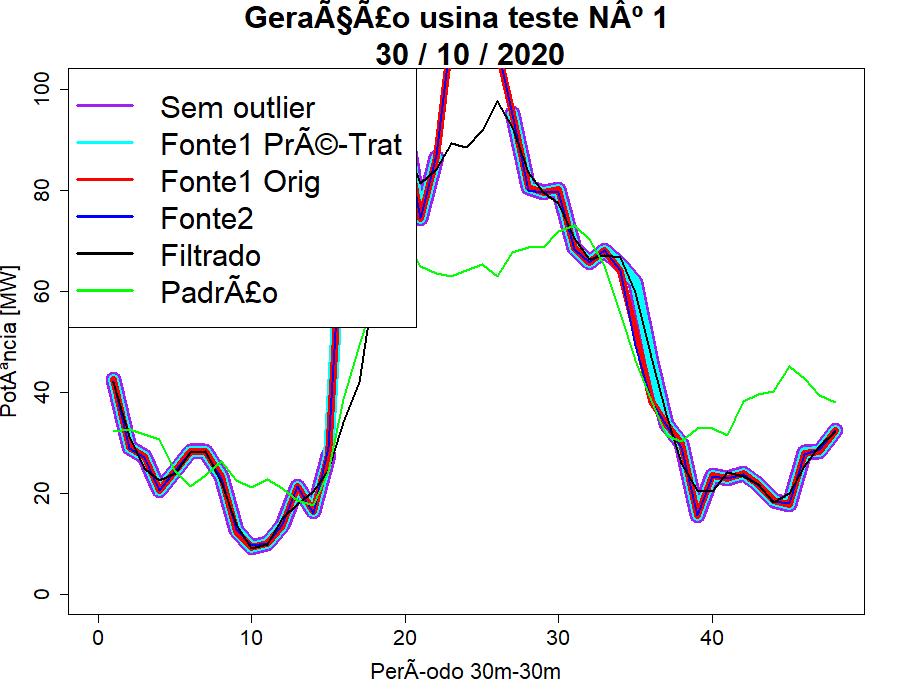 GeraÃ§Ã£o usina teste NÂº 1
30 / 10 / 2020
Sem outlier
Fonte1 PrÃ©-Trat
Fonte1 Orig
Fonte2
Filtrado
PadrÃ£o
PotÃªncia [MW]
100
80
60
40
20
0
0 10 20 30 40
PerÃ­-odo 30m-30m